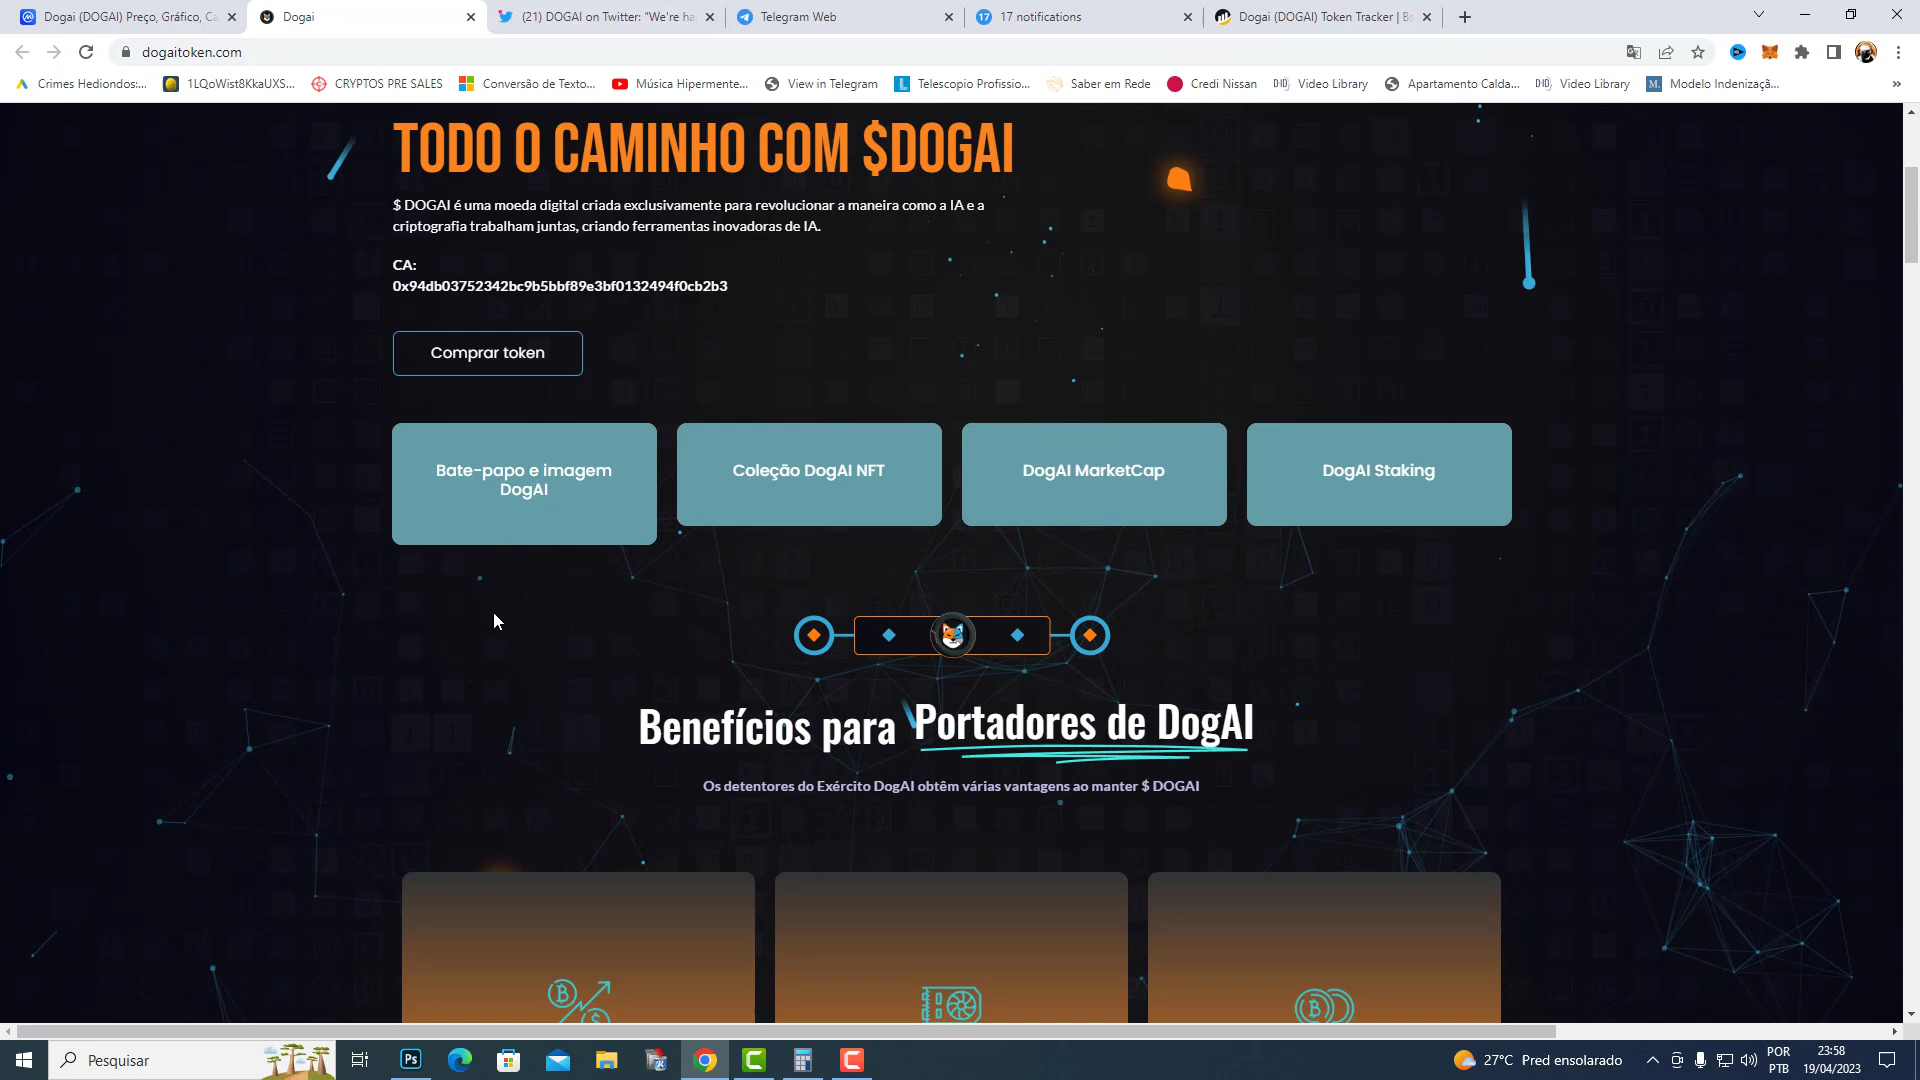 Dogai (DOGAI) Preço, Gráfico, Ca
Dogai
(21) DOGAI on Twitter: "We're ha
Telegram Web
17 notifications
Dogai (DOGAI) Token Tracker | Bs
dogaitoken.com
Crimes Hediondos:...
1LQoWist8KkaUXS...
CRYPTOS PRE SALES
Conversão de Texto...
Música Hipermente...
View in Telegram
Telescopio Profissio...
Saber em Rede
Credi Nissan
Video Library
Apartamento Calda...
Video Library
Modelo Indenizaçã...
TODO O CAMINHO COM $DOGAI
$ DOGAI é uma moeda digital criada exclusivamente para revolucionar a maneira como a IA e a
criptografia trabalham juntas, criando ferramentas inovadoras de IA.
CA:
0x94db03752342bc9b5bbf89e3bf0132494f0cb2b3
Comprar token
Bate-papo e imagem
DogAI
Coleção DogAI NFT
DogAI MarketCap
DogAI Staking
Benefícios para Portadores de DogAI
Os detentores do Exército DogAI obtêm várias vantagens ao manter $ DOGAI
Pesquisar
Ps
27°C Pred ensolarado
POR
PTB
23:58
19/04/2023